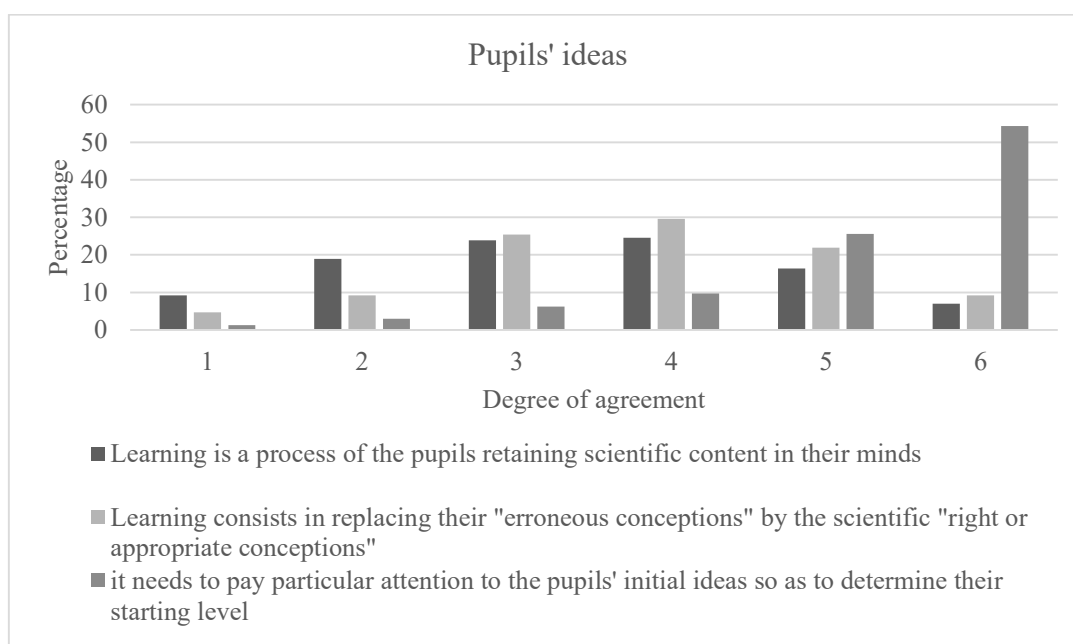 Pupils' ideas
60
50
40
30
20
10
0
Percentage
1 2 3 4 5 6
Degree of agreement
Learning is a process of the pupils retaining scientific content in their minds
Learning consists in replacing their "erroneous conceptions" by the scientific "right or
appropriate conceptions"
it needs to pay particular attention to the pupils' initial ideas so as to determine their
starting level